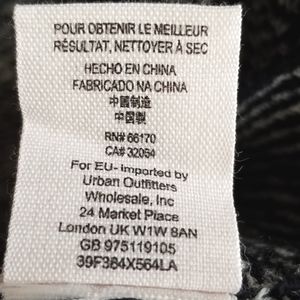 POUR OBTENIR LE MEILLEUR
RÉSULTAT, NETTOYER À SEC
HECHO EN CHINA
FABRICADO NA CHINA
中國制造
中国製
RN# 66170
CA# 32054
For EU- Imported by
Urban Outfitters
Wholesale, Inc
24 Market Place
London UK W1W 8AN
GB 975119105
39F364X564LA